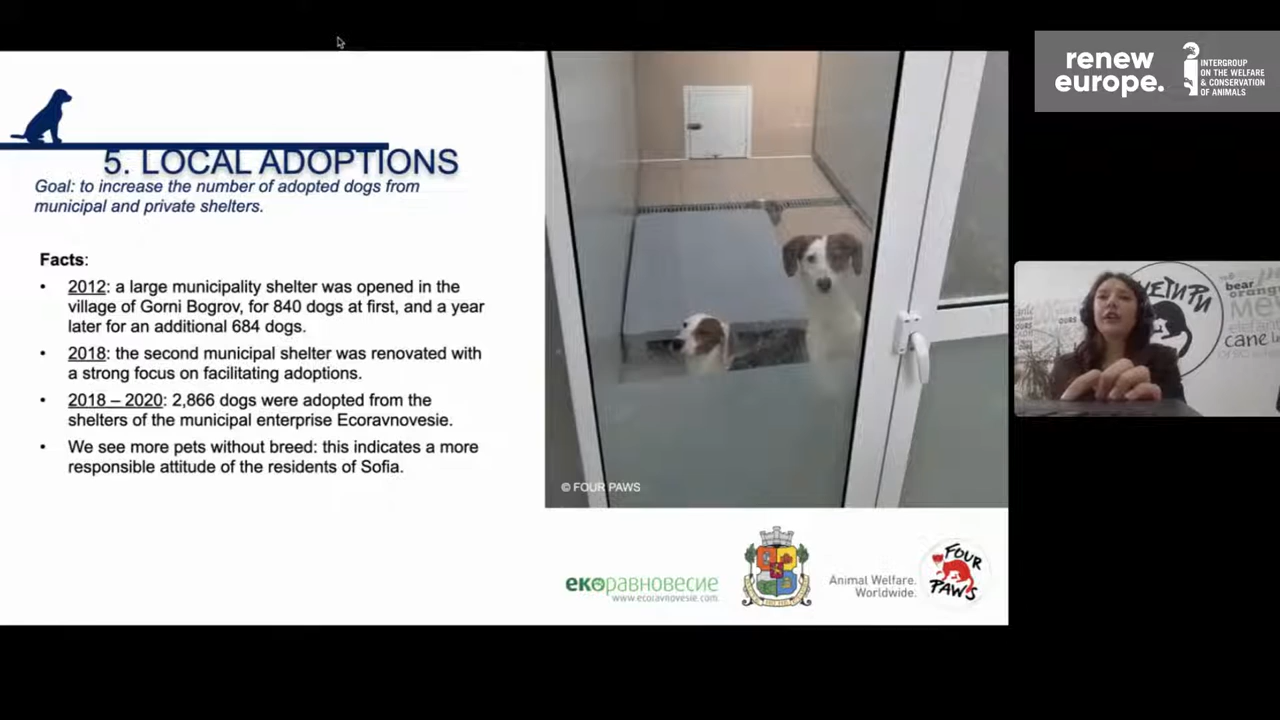 renew
europe.
INTERGROUP
ON THE WELFARE
& CONSERVATION
OF ANIMALS
5. LOCAL ADOPTIONS
Goal: to increase the number of adopted dogs from
municipal and private shelters.
Facts:
• 2012: a large municipality shelter was opened in the
village of Gorni Bogrov, for 840 dogs at first, and a year
later for an additional 684 dogs.
• 2018: the second municipal shelter was renovated with
a strong focus on facilitating adoptions.
• 2018 – 2020: 2,866 dogs were adopted from the
shelters of the municipal enterprise Ecoravnovesie.
• We see more pets without breed: this indicates a more
responsible attitude of the residents of Sofia.
© FOUR PAWS
екоравновесие
www.ecoravnovesie.com
Animal Welfare.
Worldwide.
FOUR
PAWS
bear
orang
cane